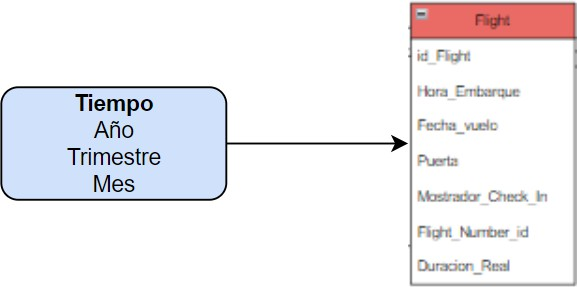 Tiempo
Año
Trimestre
Mes
Flight
id_Flight
Hora_Embarque
Fecha_vuelo
Puerta
Mostrador_Check_In
Flight_Number_id
Duracion_Real